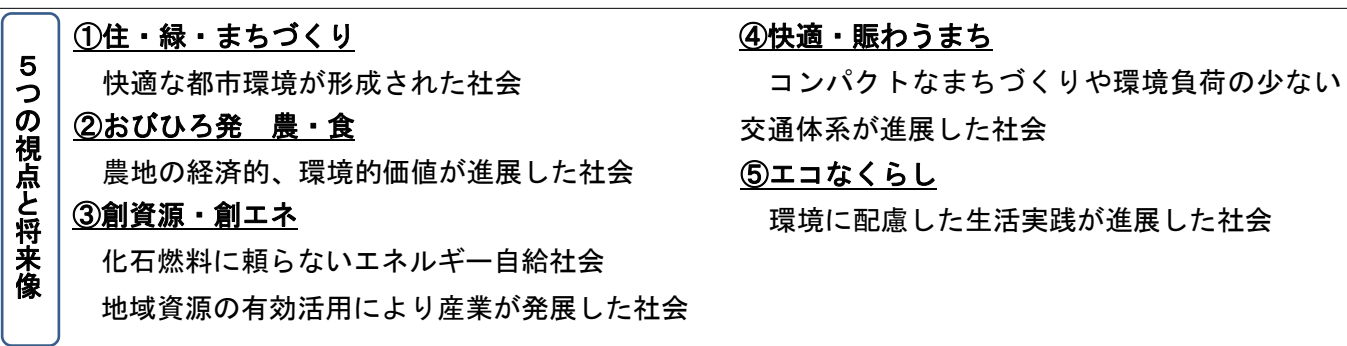 5つの視点と将来像
①住・緑・まちづくり
快適な都市環境が形成された社会
②おびひろ発　農・食
農地の経済的、環境的価値が進展した社会
③創資源・創エネ
化石燃料に頼らないエネルギー自給社会
地域資源の有効活用により産業が発展した社会
④快適・賑わうまち
コンパクトなまちづくりや環境負荷の少ない
交通体系が進展した社会
⑤エコなくらし
環境に配慮した生活実践が進展した社会